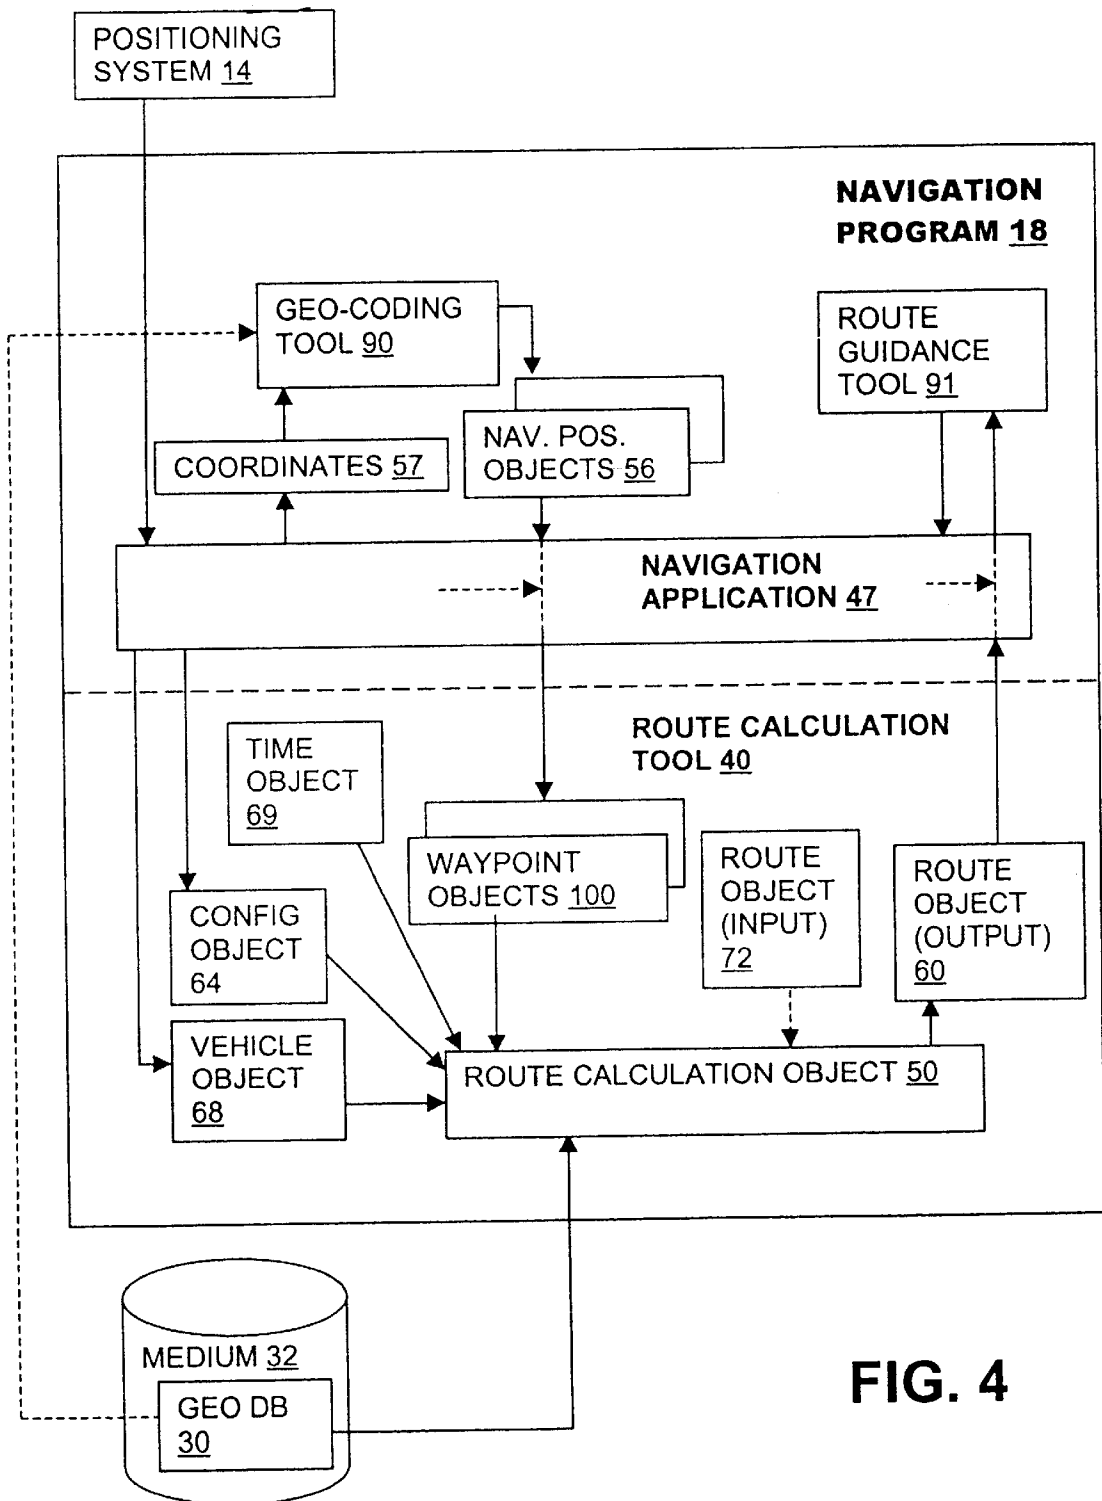 POSITIONING
SYSTEM 14
NAVIGATION
PROGRAM 18
GEO-CODING
TOOL 90
ROUTE
GUIDANCE
TOOL 91
NAV. POS.
OBJECTS 56
COORDINATES 57
NAVIGATION
APPLICATION 47
ROUTE CALCULATION
TOOL 40
TIME
OBJECT
69
WAYPOINT
OBJECTS 100
ROUTE
OBJECT
(INPUT)
72
ROUTE
OBJECT
(OUTPUT)
60
CONFIG
OBJECT
64
VEHICLE
OBJECT
68
ROUTE CALCULATION OBJECT 50
MEDIUM 32
GEO DB
30
FIG. 4